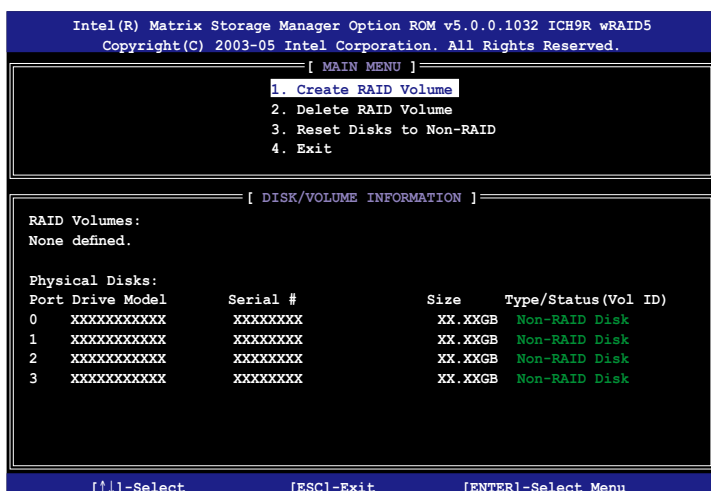 Intel(R) Matrix Storage Manager Option ROM v5.0.0.1032 ICH9R wRAID5
Copyright(C) 2003-05 Intel Corporation. All Rights Reserved.
[ MAIN MENU ]
1. Create RAID Volume
2. Delete RAID Volume
3. Reset Disks to Non-RAID
4. Exit
[ DISK/VOLUME INFORMATION ]
RAID Volumes:
None defined.
Physical Disks:
Port Drive Model Serial # Size Type/Status(Vol ID)
0 XXXXXXXXXXX XXXXXXXX XX.XXGB Non-RAID Disk
1 XXXXXXXXXXX XXXXXXXX XX.XXGB Non-RAID Disk
2 XXXXXXXXXXX XXXXXXXX XX.XXGB Non-RAID Disk
3 XXXXXXXXXXX XXXXXXXX XX.XXGB Non-RAID Disk
[↑↓]-Select [ESC]-Exit [ENTER]-Select Menu